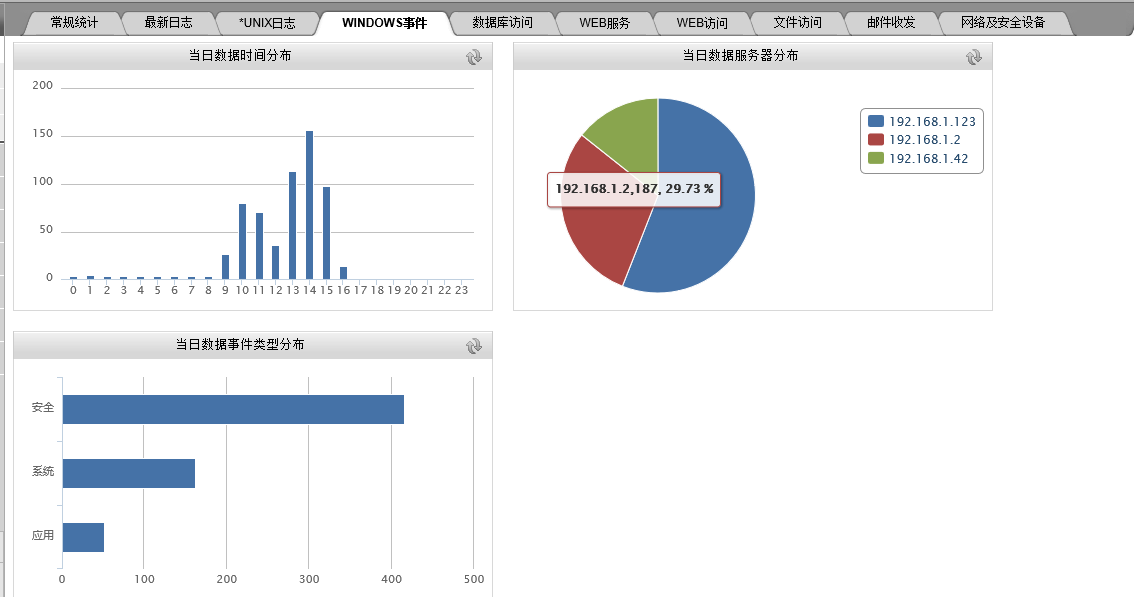 常规统计 最新日志 *UNIX日志 WINDOWS事件 数据库访问 WEB服务 WEB访问 文件访问 邮件收发 网络及安全设备
当日数据时间分布
200
150
100
50
0
0 1 2 3 4 5 6 7 8 9 10 11 12 13 14 15 16 17 18 19 20 21 22 23
当日数据服务器分布
192.168.1.123
192.168.1.2
192.168.1.42
192.168.1.2,187, 29.73 %
当日数据事件类型分布
安全
系统
应用
0 100 200 300 400 500